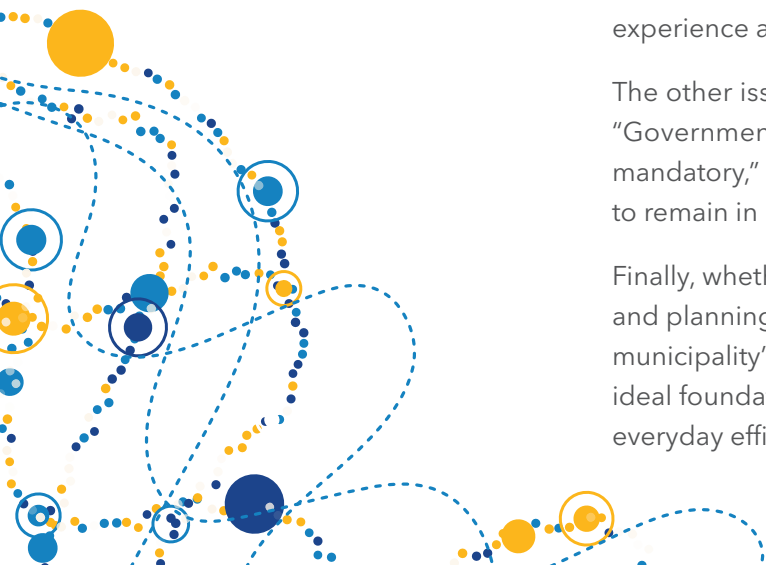 experience a
The other iss
“Governmen
mandatory,”
to remain in
Finally, wheth
and planning
municipality’
ideal founda
everyday effi